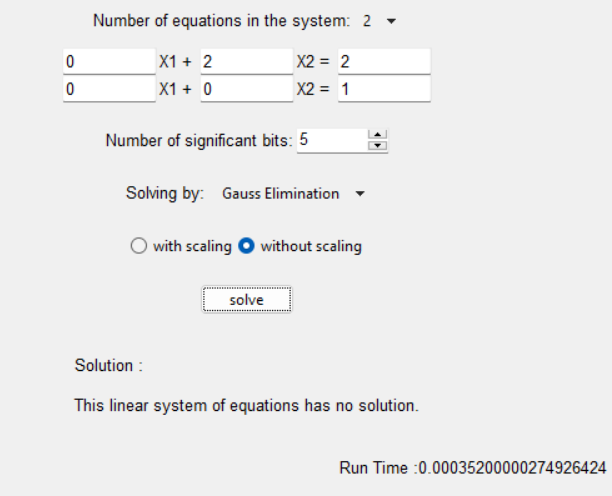 Number of equations in the system: 2
0 X1 + 2 X2 = 2
0 X1 + 0 X2 = 1
Number of significant bits: 5
Solving by: Gauss Elimination
with scaling without scaling
solve
Solution :
This linear system of equations has no solution.
Run Time :0.00035200000274926424